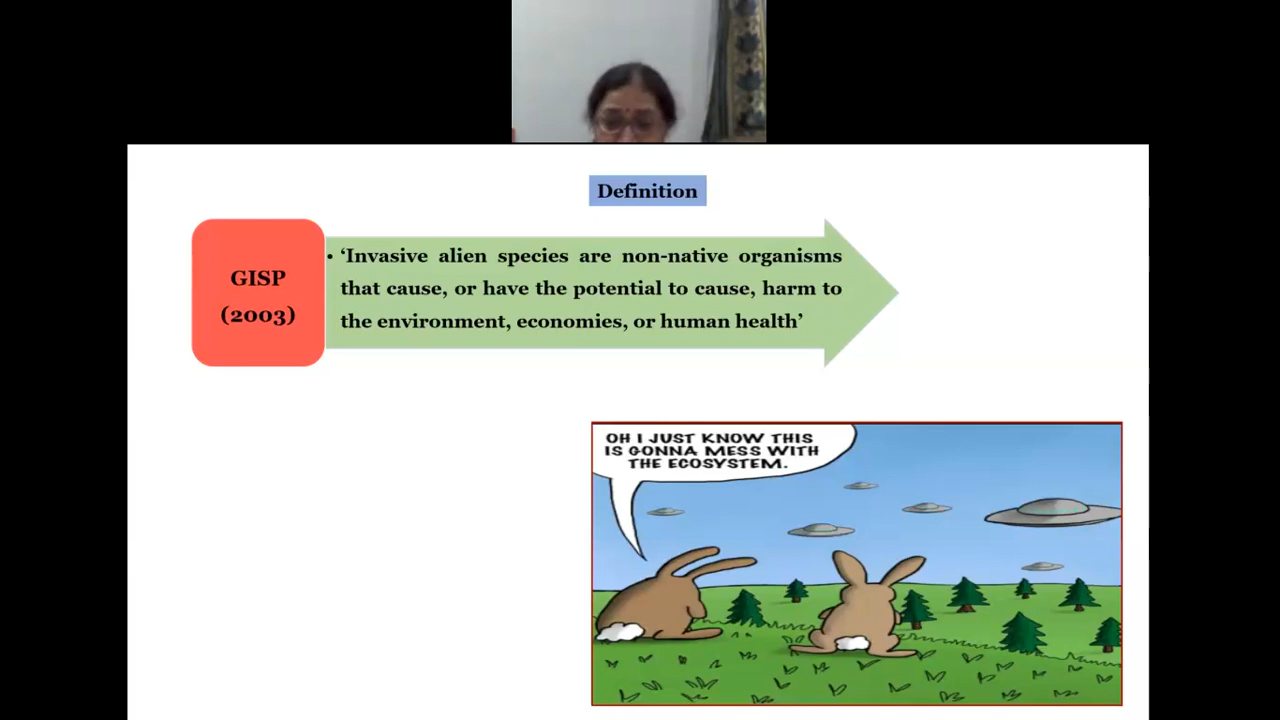 Definition
GISP
(2003)
• ‘Invasive alien species are non-native organisms
that cause, or have the potential to cause, harm to
the environment, economies, or human health’
OH I JUST KNOW THIS
IS GONNA MESS WITH
THE ECOSYSTEM.